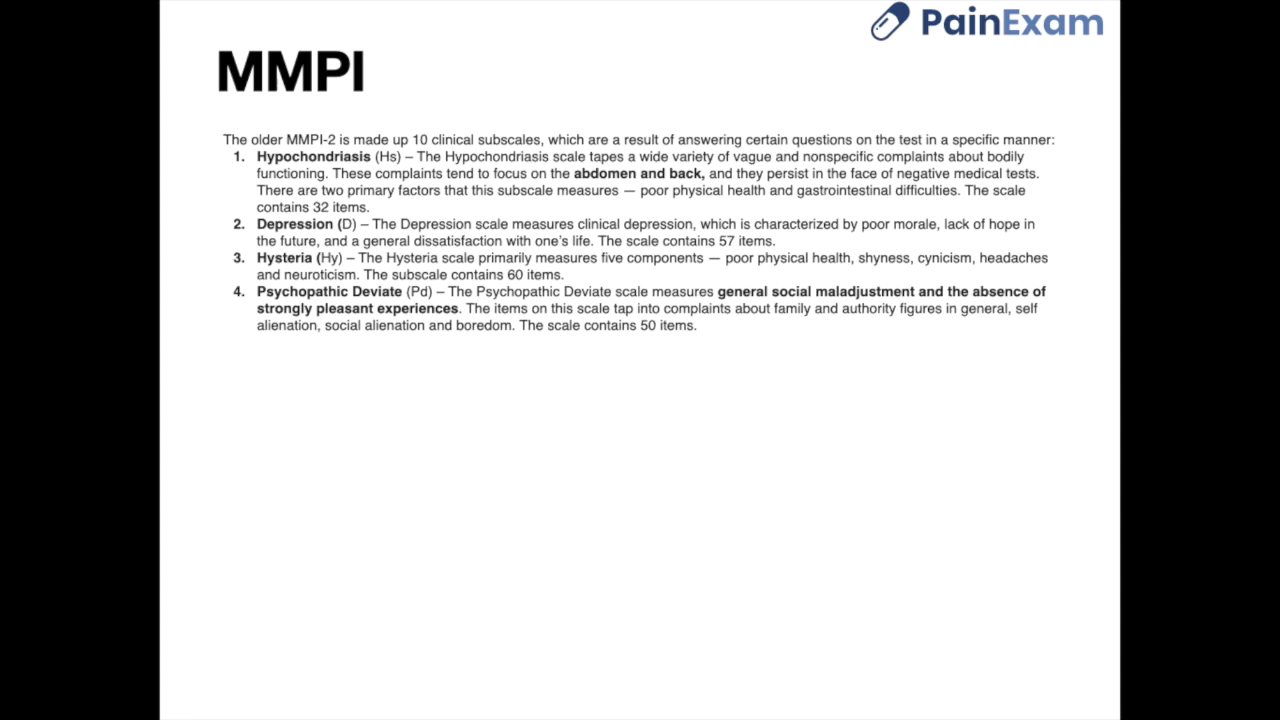 PainExam
MMPI
The older MMPI-2 is made up 10 clinical subscales, which are a result of answering certain questions on the test in a specific manner:
1. Hypochondriasis (Hs) – The Hypochondriasis scale tapes a wide variety of vague and nonspecific complaints about bodily
functioning. These complaints tend to focus on the abdomen and back, and they persist in the face of negative medical tests.
There are two primary factors that this subscale measures — poor physical health and gastrointestinal difficulties. The scale
contains 32 items.
2. Depression (D) – The Depression scale measures clinical depression, which is characterized by poor morale, lack of hope in
the future, and a general dissatisfaction with one’s life. The scale contains 57 items.
3. Hysteria (Hy) – The Hysteria scale primarily measures five components — poor physical health, shyness, cynicism, headaches
and neuroticism. The subscale contains 60 items.
4. Psychopathic Deviate (Pd) – The Psychopathic Deviate scale measures general social maladjustment and the absence of
strongly pleasant experiences. The items on this scale tap into complaints about family and authority figures in general, self
alienation, social alienation and boredom. The scale contains 50 items.